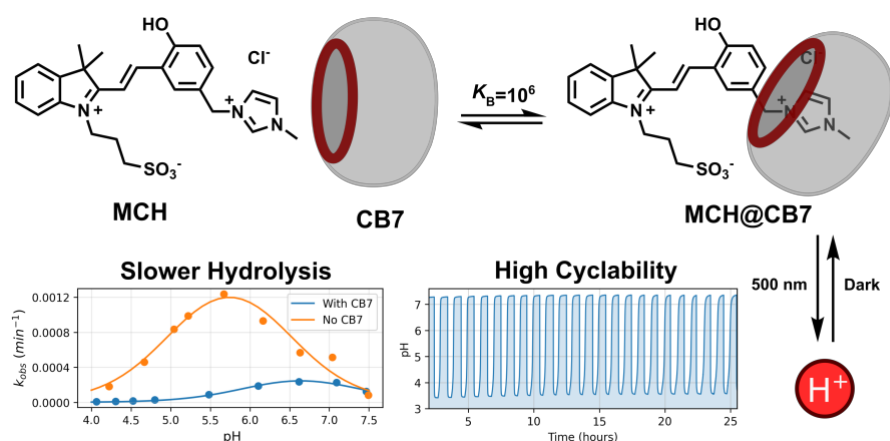 HO
Cl⁻
N
+
SO₃⁻
+
N
N
MCH
CB7
K_B=10⁶
HO
Cl⁻
N
+
SO₃⁻
+
N
N
MCH@CB7
500 nm
Dark
H⁺
Slower Hydrolysis
k_obs (min⁻¹)
0.0012
0.0008
0.0004
0.0000
With CB7
No CB7
4.0 4.5 5.0 5.5 6.0 6.5 7.0 7.5
pH
High Cyclability
pH
7
6
5
4
3
5 10 15 20 25
Time (hours)